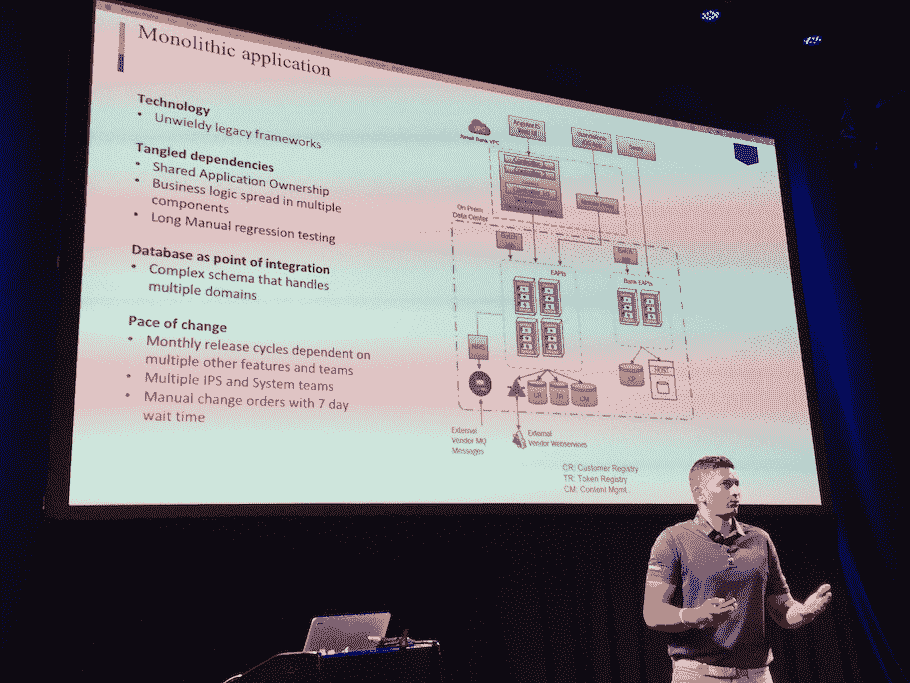 Monolithic application
Technology
• Unwieldy legacy frameworks
Tangled dependencies
• Shared Application Ownership
• Business logic spread in multiple
components
• Long Manual regression testing
Database as point of integration
• Complex schema that handles
multiple domains
Pace of change
• Monthly release cycles dependent on
multiple other features and teams
• Multiple IPS and System teams
• Manual change orders with 7 day
wait time
VPC
Retail Bank VPC
On Prem
Data Center
EAPIs
Bank EAPIs
CR
TR
CM
HOST
External
Vendor MQ
Messages
External
Vendor Webservices
CR: Customer Registry
TR: Token Registry
CM: Content Mgmt